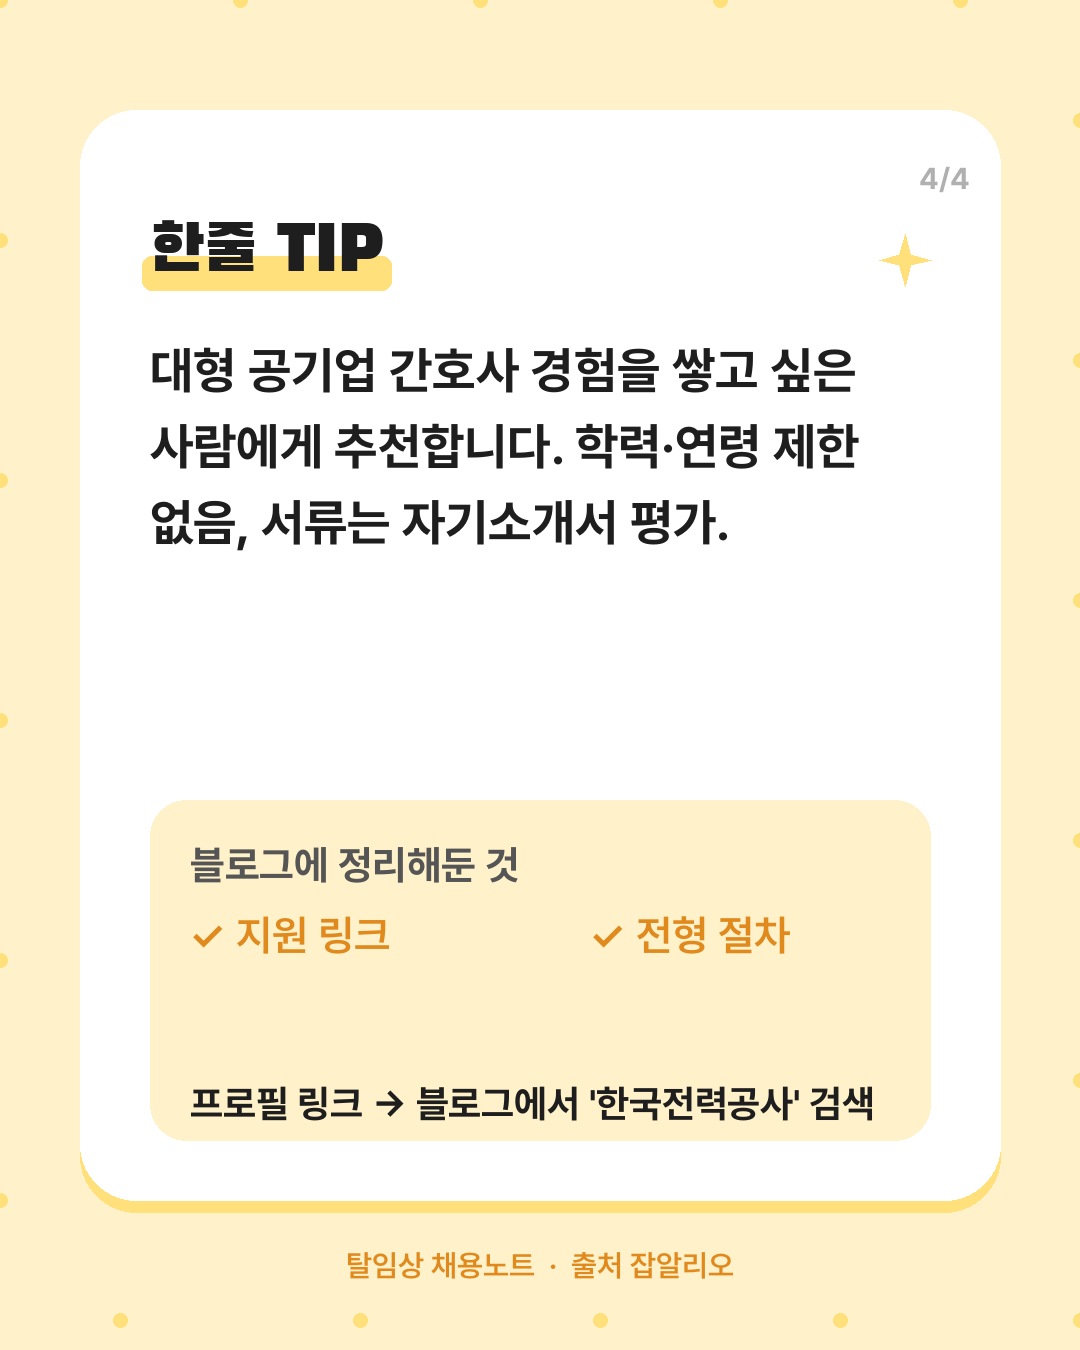 4/4
한줄 TIP
대형 공기업 간호사 경험을 쌓고 싶은
사람에게 추천합니다. 학력·연령 제한
없음, 서류는 자기소개서 평가.
블로그에 정리해둔 것
✓ 지원 링크 ✓ 전형 절차
프로필 링크 → 블로그에서 '한국전력공사' 검색
탈임상 채용노트 · 출처 잡알리오